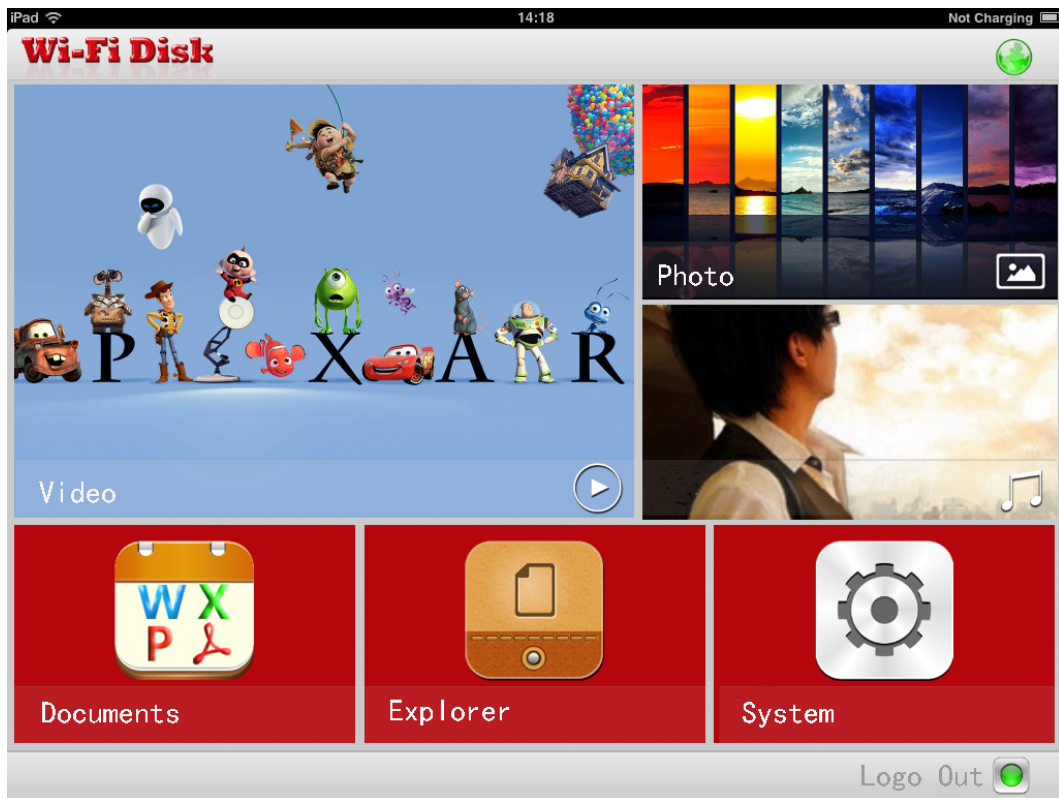 iPad 14:18 Not Charging
Wi-Fi Disk
PIXAR
Photo
Video
W X
P
Documents Explorer System
Logo Out